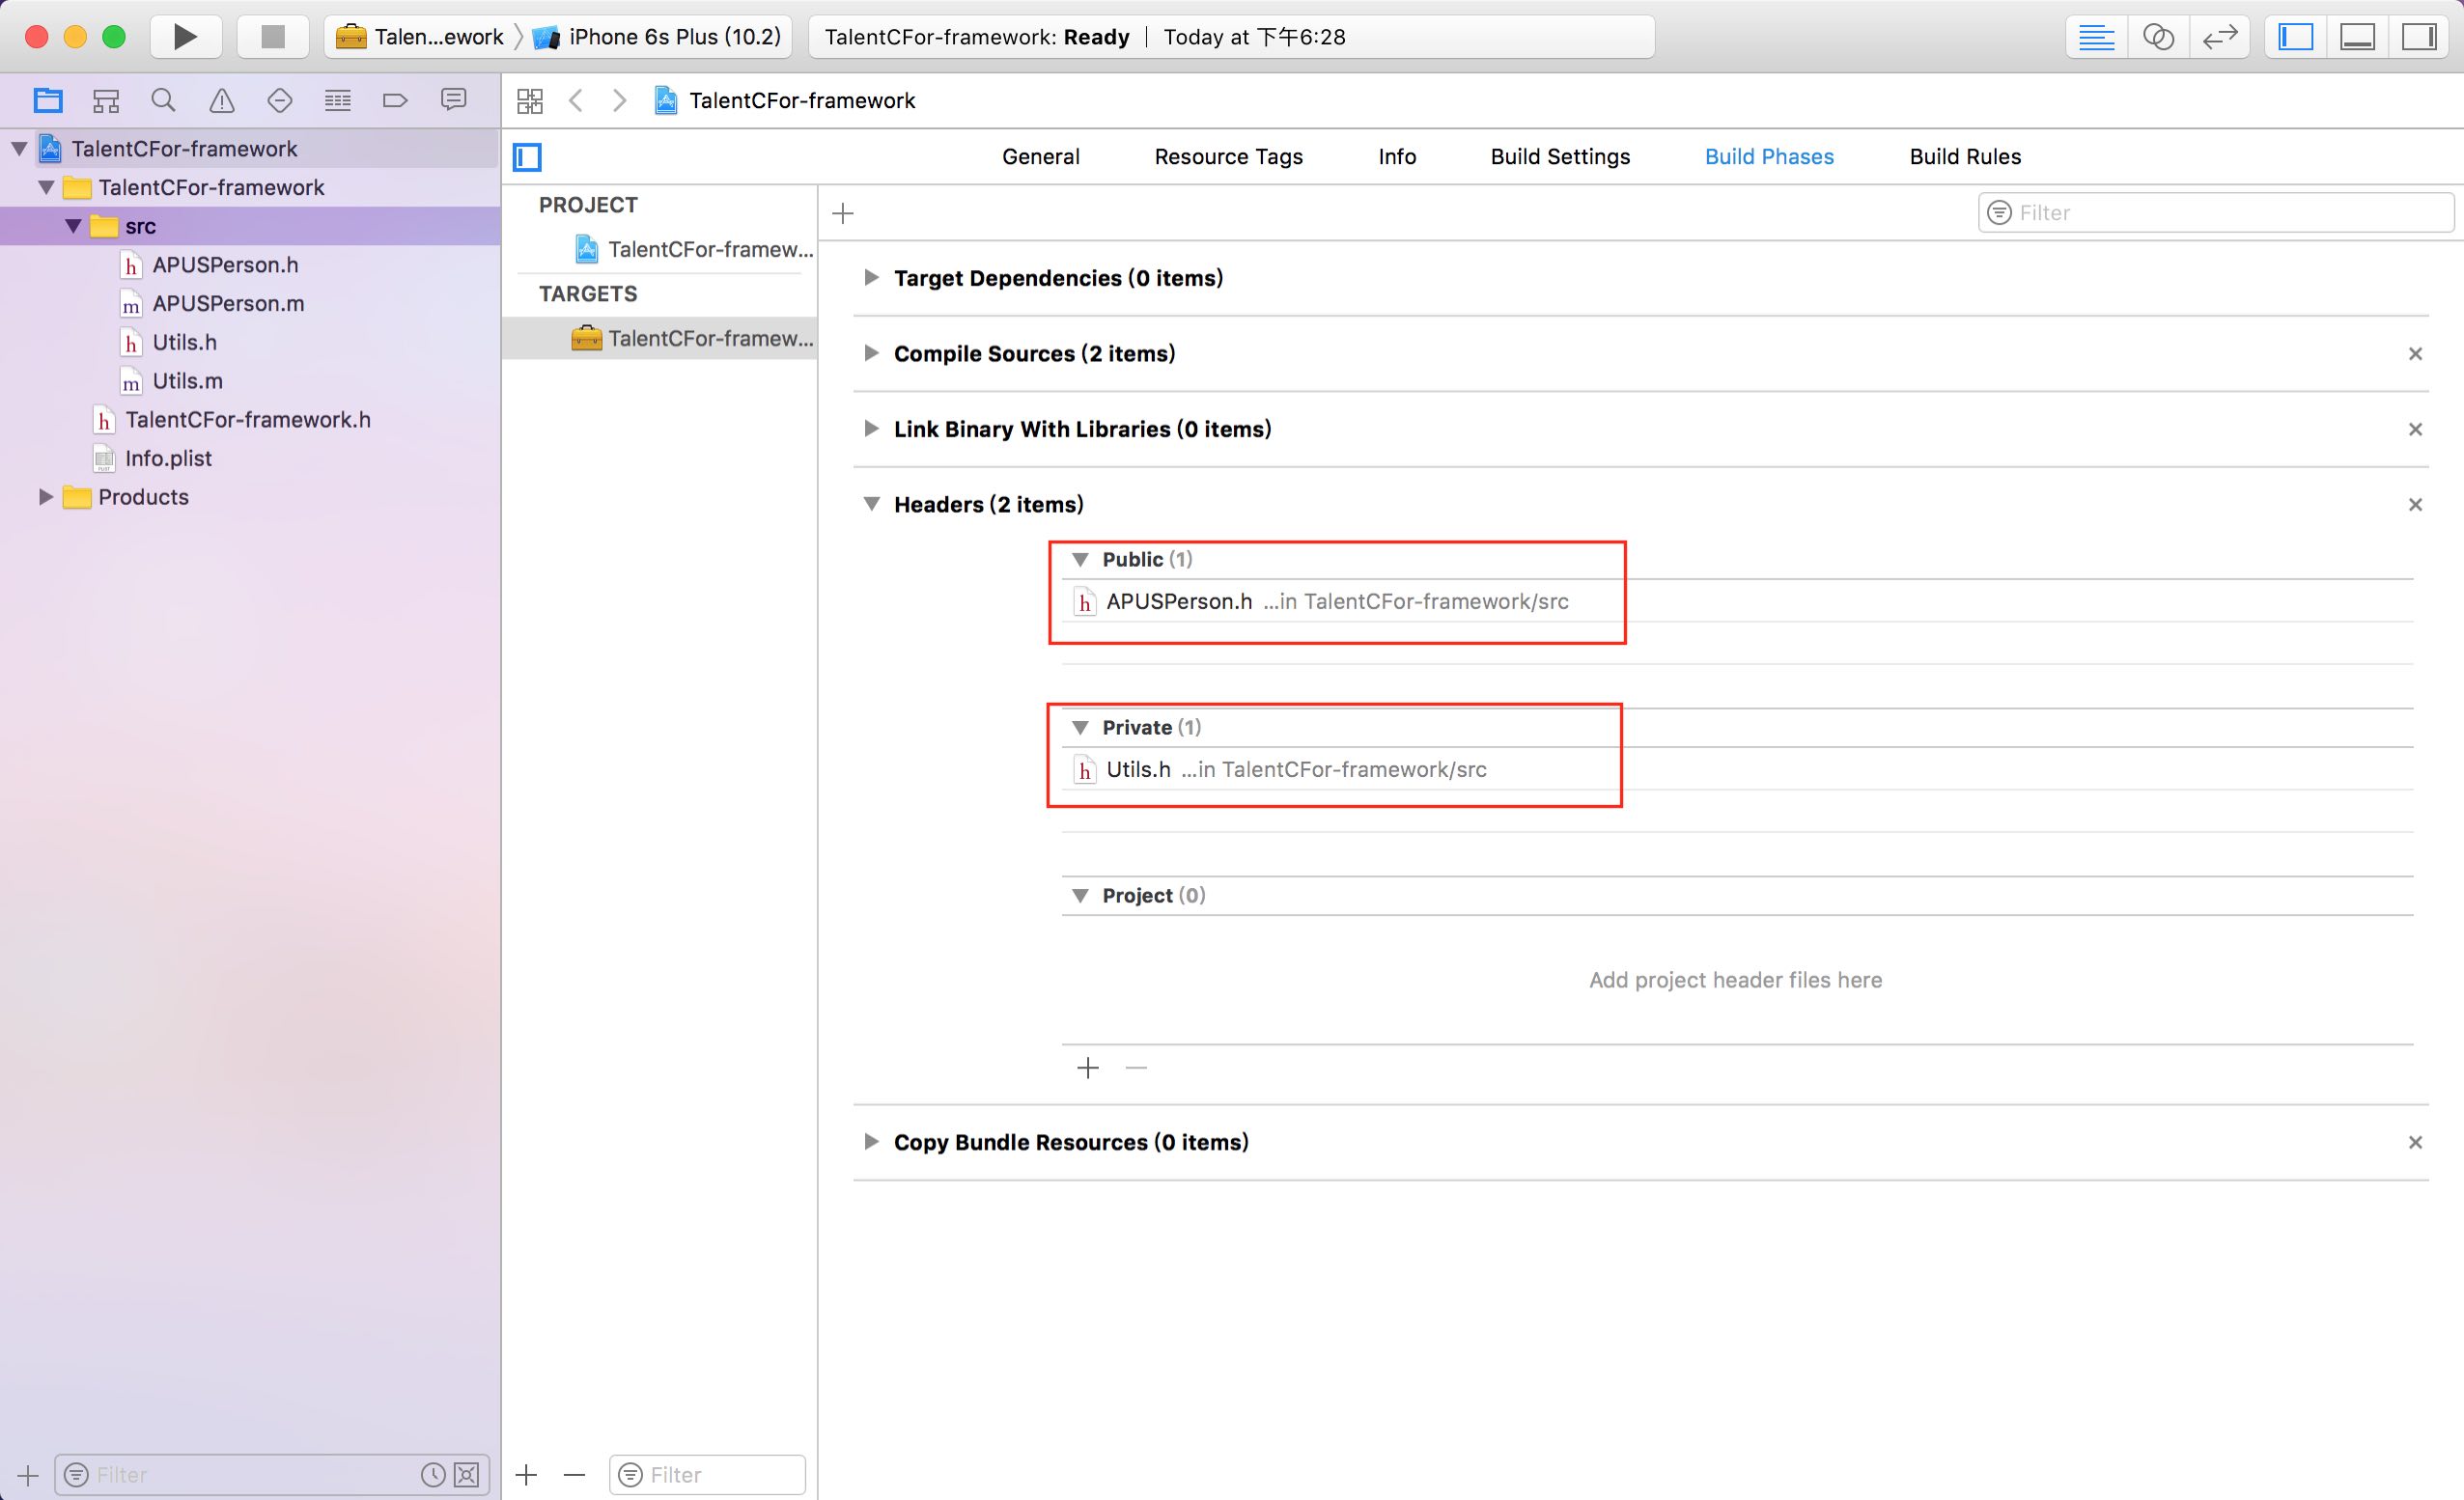 Talen...ework iPhone 6s Plus (10.2) TalentCFor-framework: Ready Today at 下午6:28
TalentCFor-framework
TalentCFor-framework
TalentCFor-framework
src
APUSPerson.h
APUSPerson.m
Utils.h
Utils.m
TalentCFor-framework.h
Info.plist
Products
Filter
General Resource Tags Info Build Settings Build Phases Build Rules
PROJECT
TalentCFor-framew...
TARGETS
TalentCFor-framew...
Filter
Filter
Target Dependencies (0 items)
Compile Sources (2 items)
Link Binary With Libraries (0 items)
Headers (2 items)
Public (1)
APUSPerson.h ...in TalentCFor-framework/src
Private (1)
Utils.h ...in TalentCFor-framework/src
Project (0)
Add project header files here
Copy Bundle Resources (0 items)